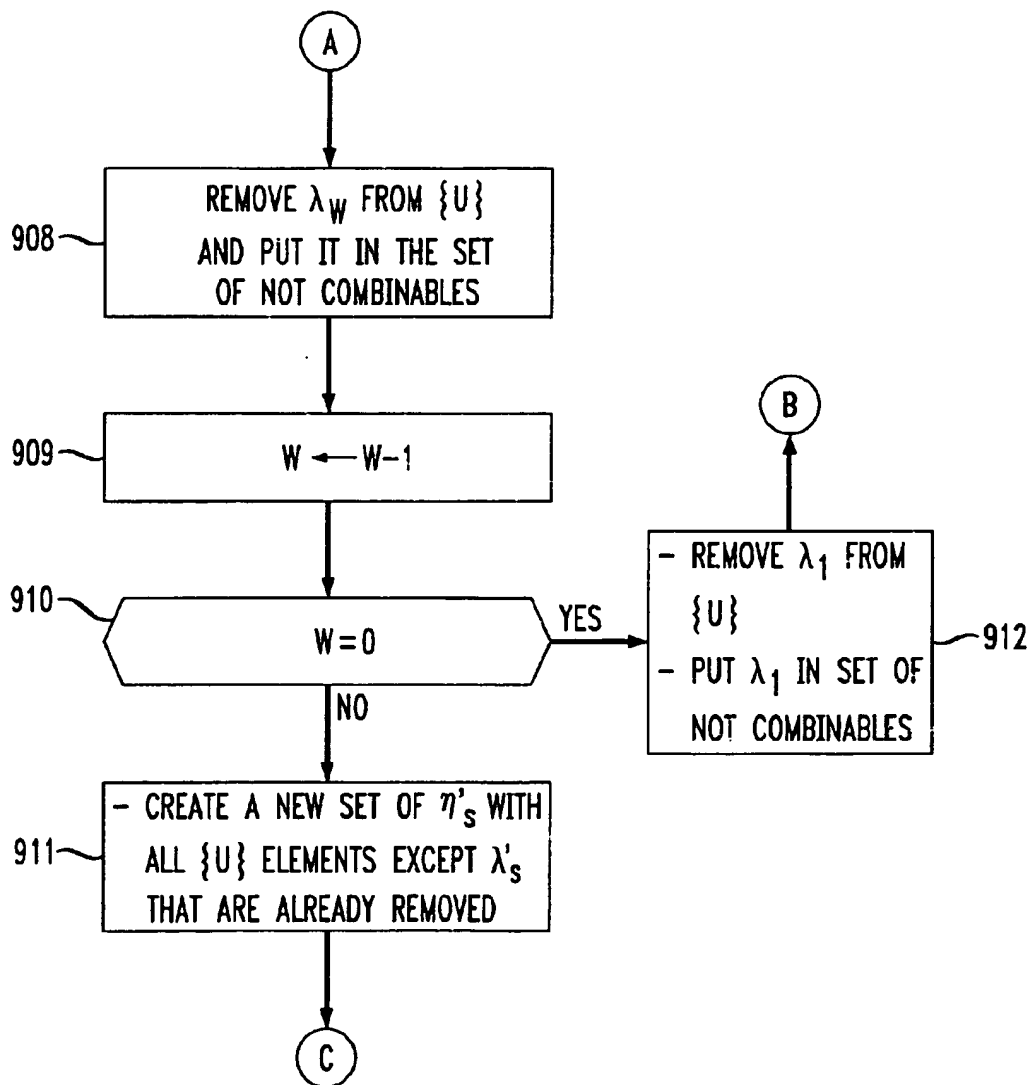 A
REMOVE λW FROM {U}
AND PUT IT IN THE SET
OF NOT COMBINABLES
908
W ← W-1
909
B
910
W = 0
YES
NO
- REMOVE λ1 FROM
{U}
- PUT λ1 IN SET OF
NOT COMBINABLES
912
- CREATE A NEW SET OF η's WITH
ALL {U} ELEMENTS EXCEPT λ's
THAT ARE ALREADY REMOVED
911
C